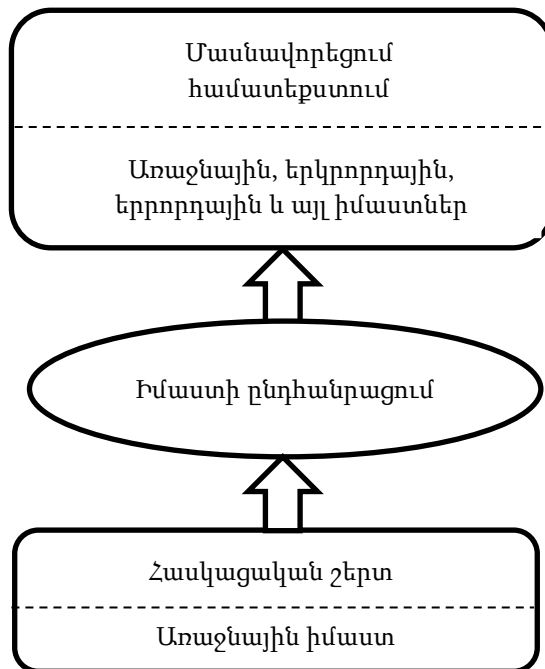 Մասնավորեցում
համատեքստում
Առաջնային, երկրորդային,
երրորդային և այլ իմաստներ
Իմաստի ընդհանրացում
Հասկացական շերտ
Առաջնային իմաստ